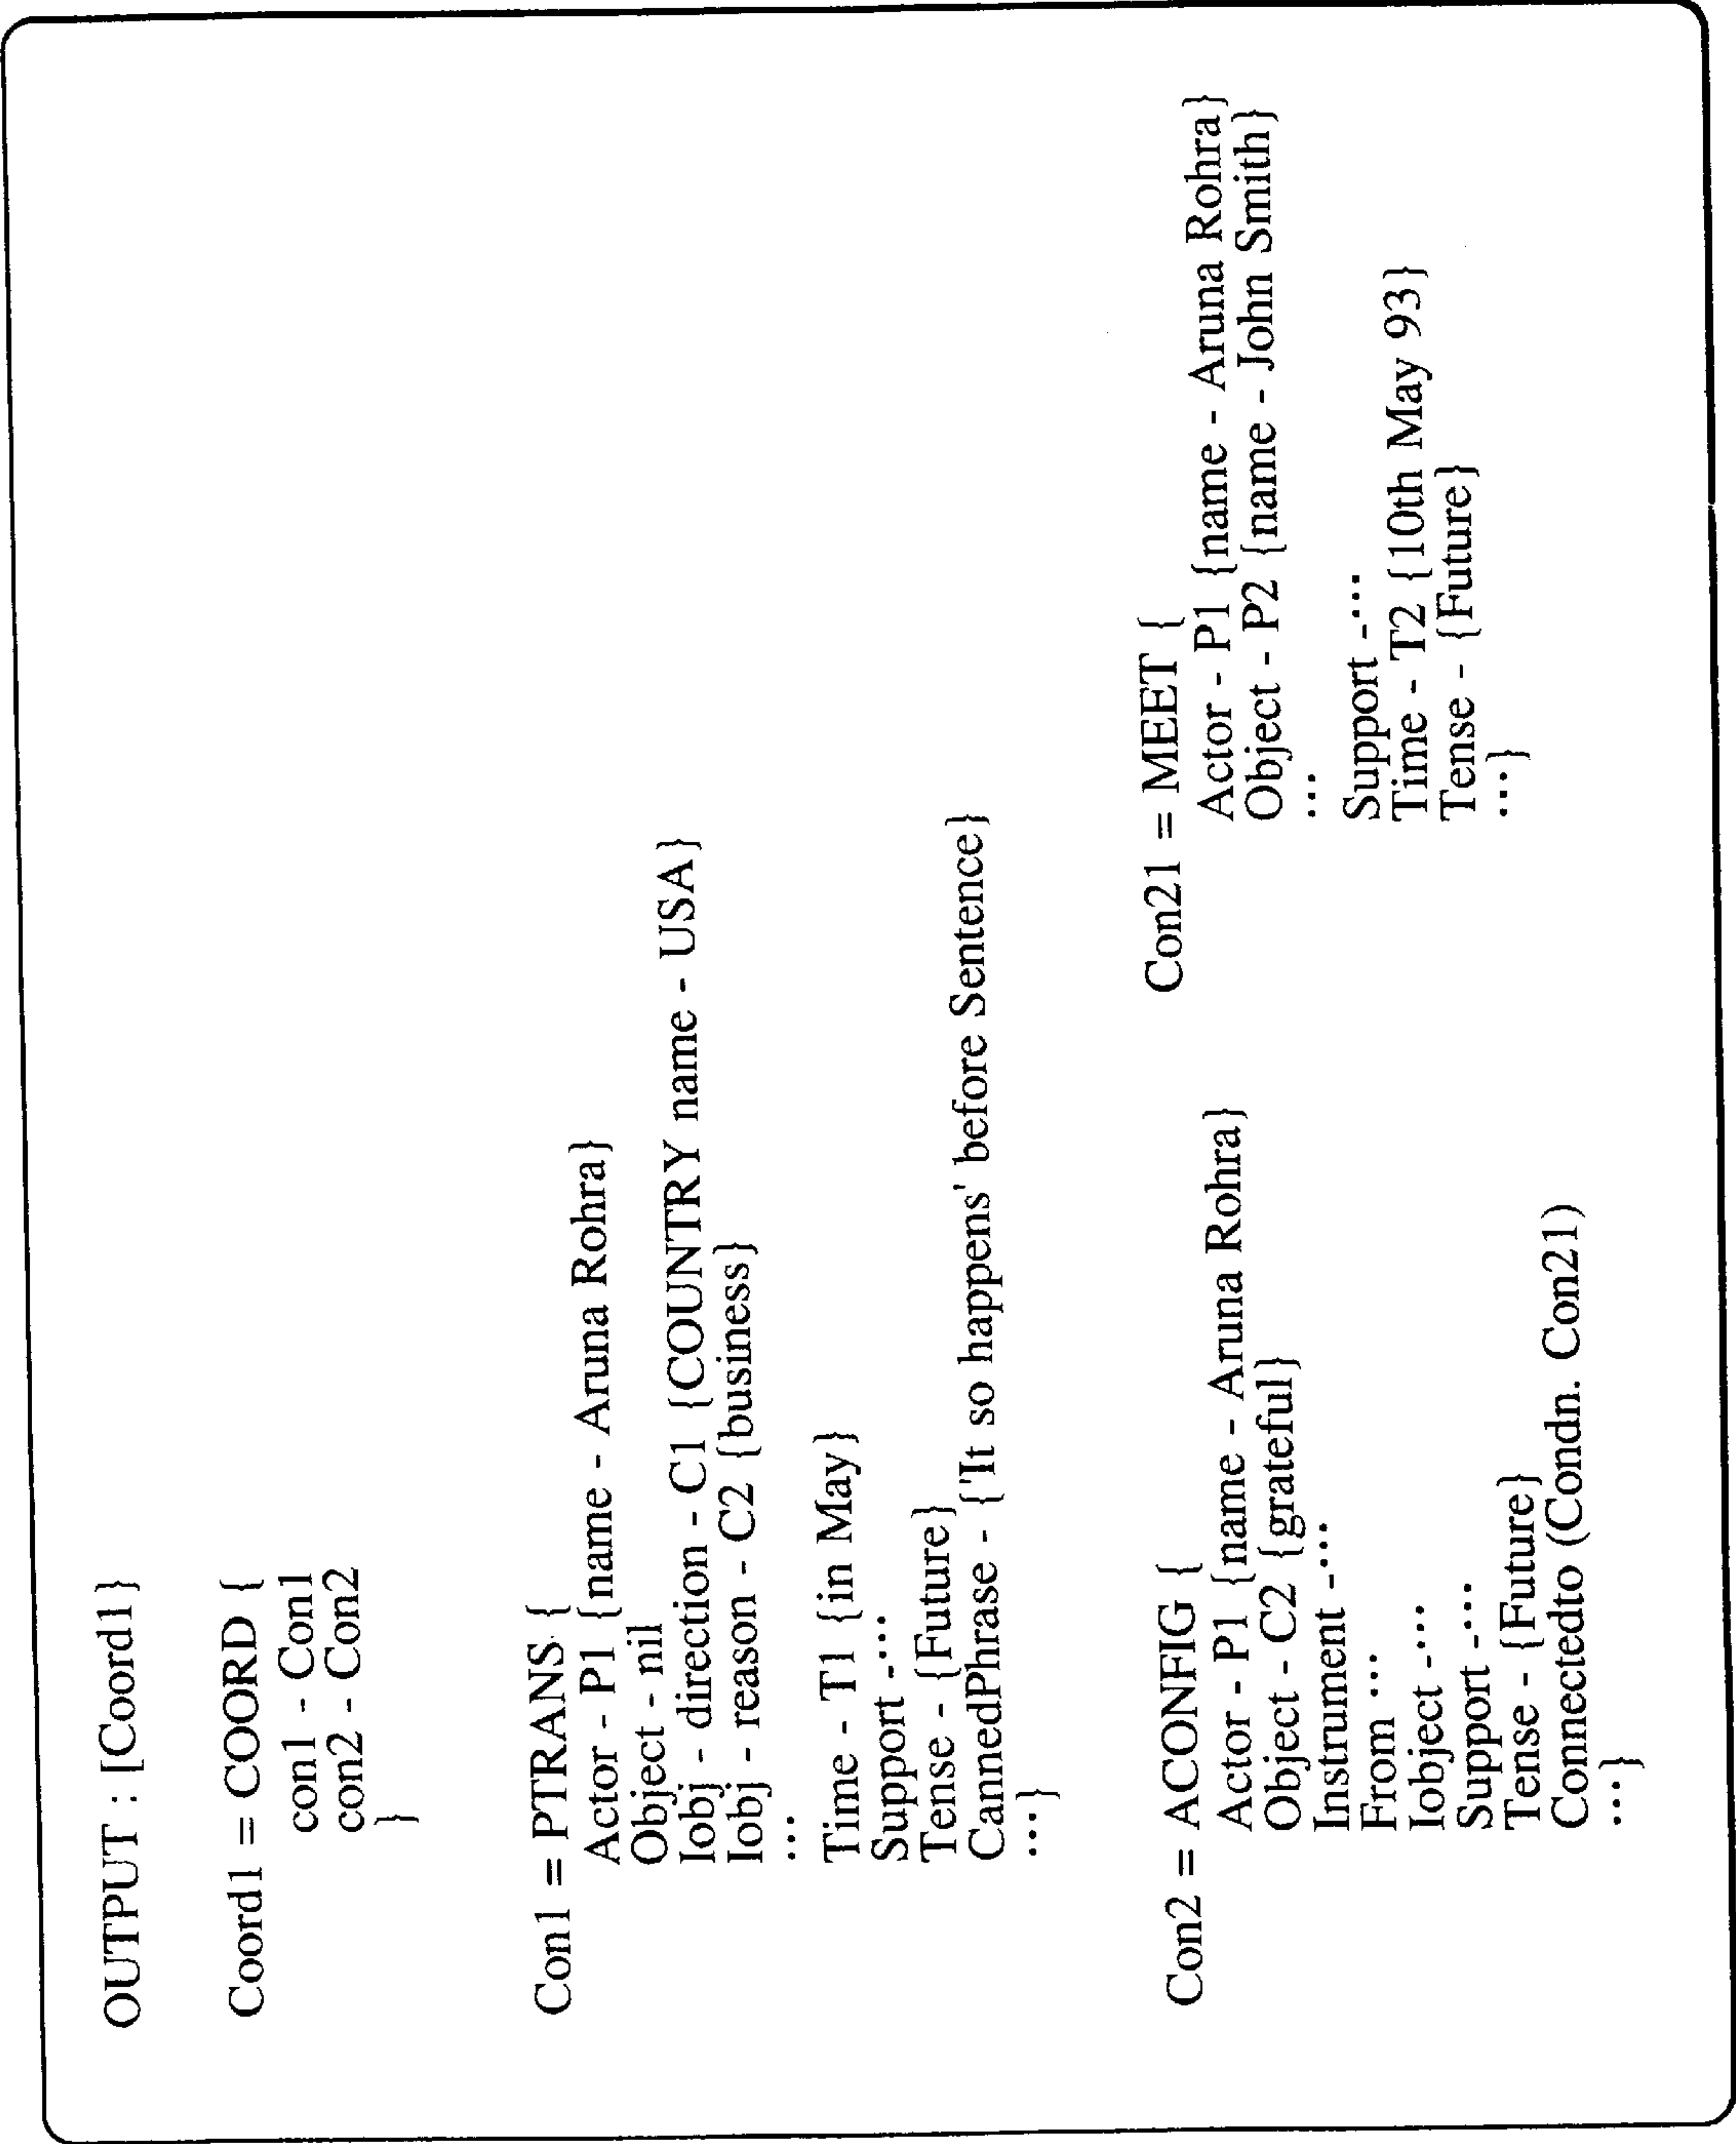 OUTPUT : [Coord1}
Coord1 = COORD {
con1 - Con1
con2 - Con2
}
Con1 = PTRANS {
Actor - P1 {name - Aruna Rohra}
Object - nil
Iobj - direction - C1 {COUNTRY name - USA}
Iobj - reason - C2 {business}
...
Time - T1 {in May}
Support -...
Tense - {Future}
CannedPhrase - {'It so happens' before Sentence}
...}
Con2 = ACONFIG {
Actor - P1 {name - Aruna Rohra}
Object - C2 {grateful}
Instrument -...
From ...
Iobject -...
Support -...
Tense - {Future}
Connectedto (Condn. Con21)
...}
Con21 = MEET {
Actor - P1 {name - Aruna Rohra}
Object - P2 {name - John Smith}
...
Support -...
Time - T2 {10th May 93}
Tense - {Future}
...}